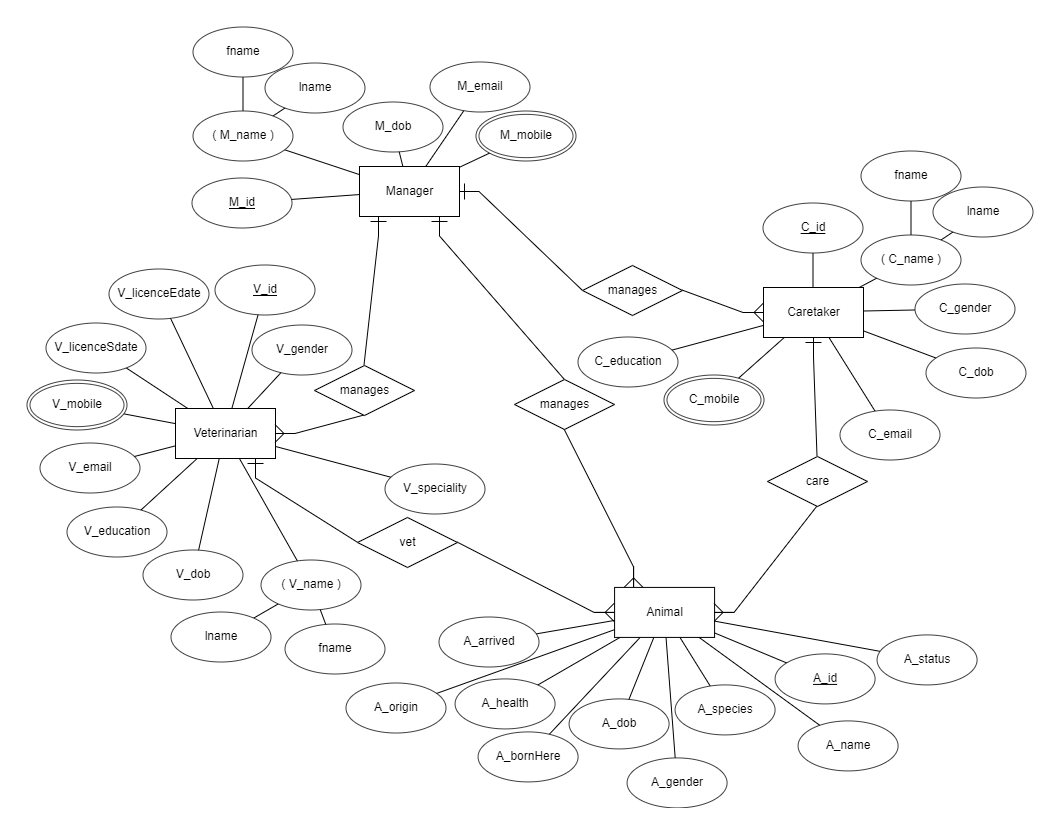 fname
lname
M_email
M_dob
( M_name )
M_mobile
Manager
M_id
fname
lname
C_id
( C_name )
manages
Caretaker
C_gender
C_education
C_dob
C_mobile
C_email
V_licenceEdate
V_id
V_licenceSdate
V_gender
manages
manages
V_mobile
Veterinarian
V_email
V_speciality
care
V_education
vet
V_dob
( V_name )
lname
fname
Animal
A_arrived
A_status
A_id
A_origin
A_health
A_species
A_dob
A_name
A_bornHere
A_gender